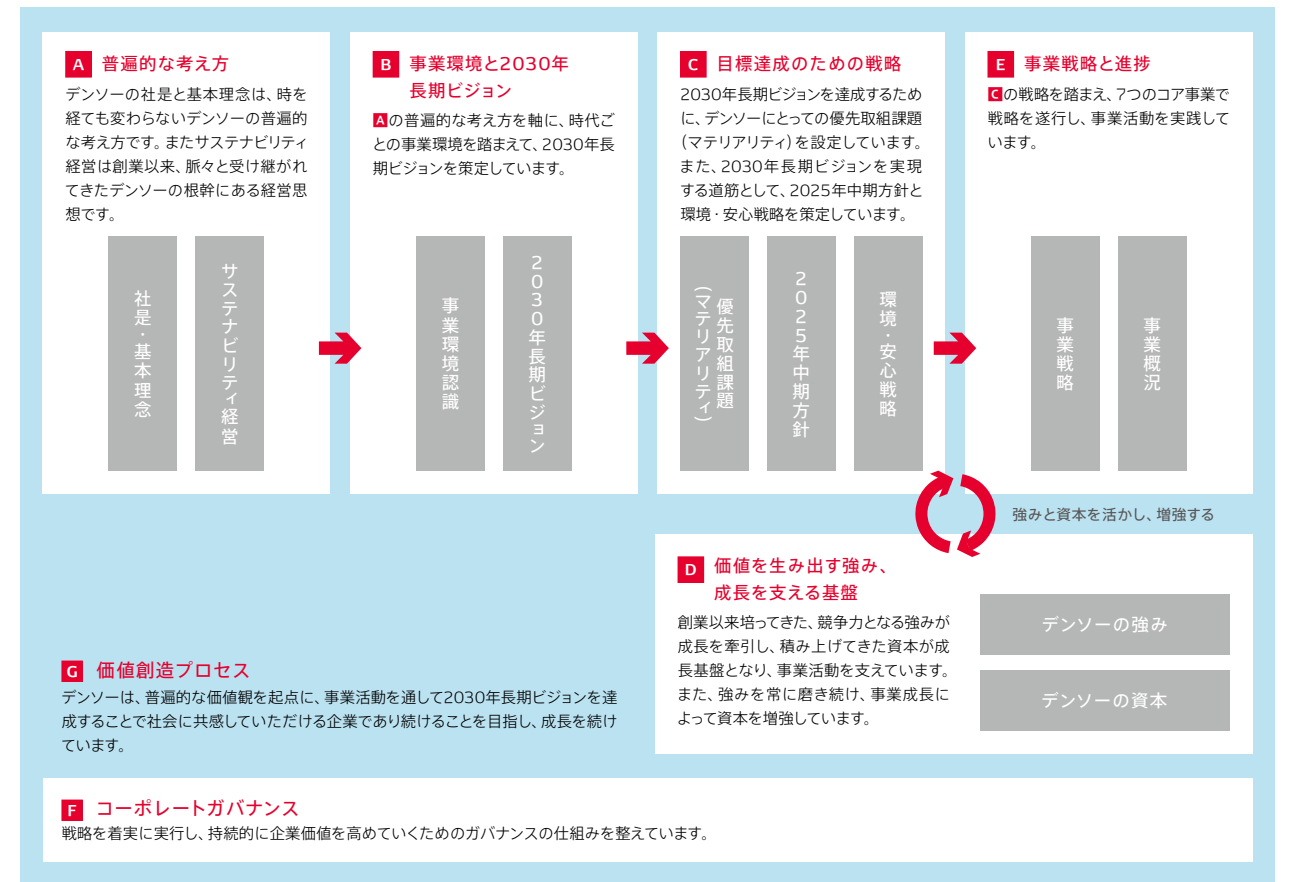 A 普遍的な考え方
デンソーの社是と基本理念は、時を
経ても変わらないデンソーの普遍的
な考え方です。またサステナビリティ
経営は創業以来、脈々と受け継がれ
てきたデンソーの根幹にある経営思
想です。
社是・基本理念
サステナビリティ経営
B 事業環境と2030年
長期ビジョン
Aの普遍的な考え方を軸に、時代ご
との事業環境を踏まえて、2030年長
期ビジョンを策定しています。
事業環境認識
2030年長期ビジョン
C 目標達成のための戦略
2030年長期ビジョンを達成するため
に、デンソーにとっての優先取組課題
(マテリアリティ)を設定しています。
また、2030年長期ビジョンを実現
する道筋として、2025年中期方針と
環境・安心戦略を策定しています。
優先取組課題
(マテリアリティ)
2025年中期方針
環境・安心戦略
E 事業戦略と進捗
Cの戦略を踏まえ、7つのコア事業で
戦略を遂行し、事業活動を実践して
います。
事業戦略
事業概況
強みと資本を活かし、増強する
D 価値を生み出す強み、
成長を支える基盤
創業以来培ってきた、競争力となる強みが
成長を牽引し、積み上げてきた資本が成
長基盤となり、事業活動を支えています。
また、強みを常に磨き続け、事業成長に
よって資本を増強しています。
デンソーの強み
デンソーの資本
G 価値創造プロセス
デンソーは、普遍的な価値観を起点に、事業活動を通して2030年長期ビジョンを達
成することで社会に共感していただける企業であり続けることを目指し、成長を続け
ています。
F コーポレートガバナンス
戦略を着実に実行し、持続的に企業価値を高めていくためのガバナンスの仕組みを整えています。